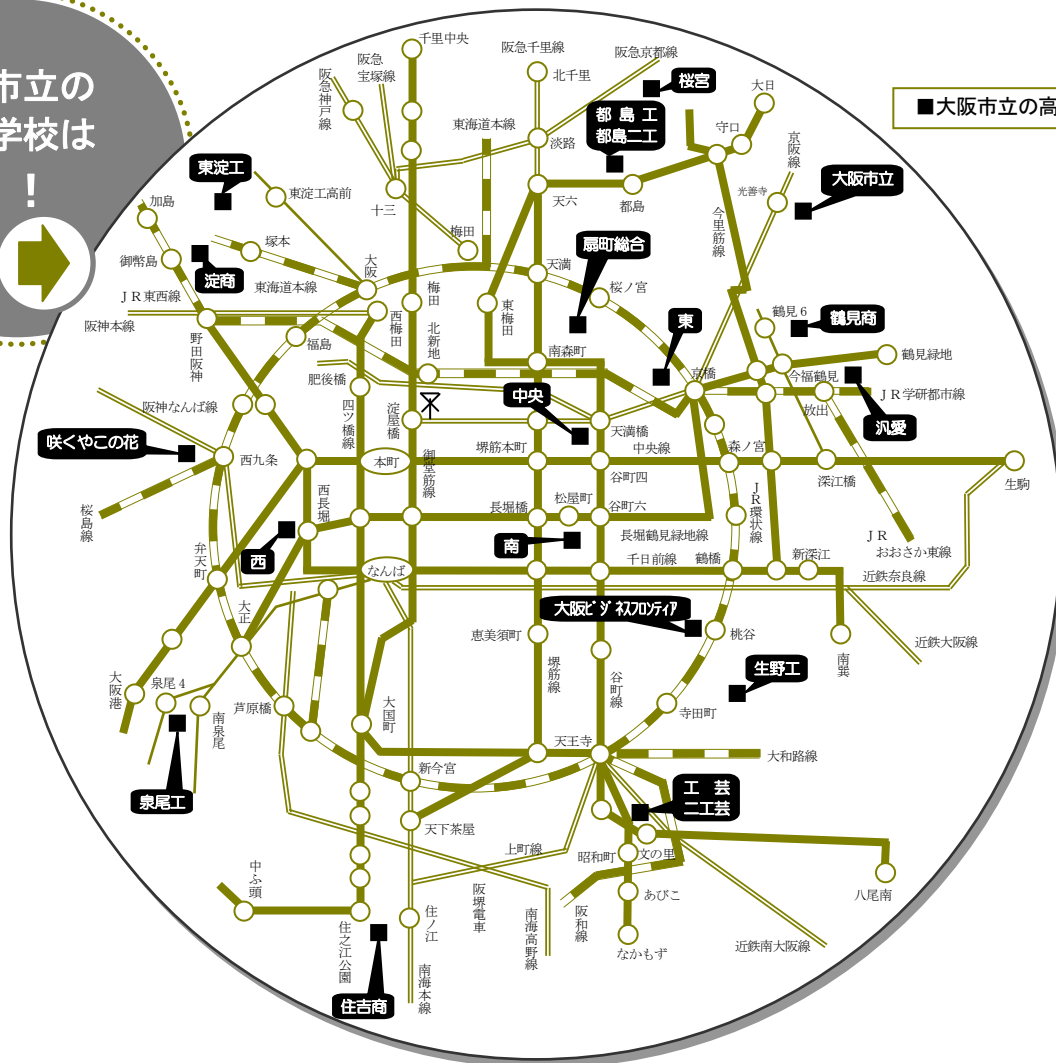 市立の
学校は
！
■大阪市立の高
千里中央
阪急千里線
阪急京都線
阪急
宝塚線
阪急神戸線
北千里
桜宮
大日
都 島 工
都島二工
守口
東海道本線
淡路
京阪線
東淀工
東淀工高前
十三
天六
都島
光善寺
大阪市立
加島
塚本
梅田
今里筋線
扇町総合
御幣島
淀商
大阪
天満
ＪＲ東西線
東海道本線
梅田
桜ノ宮
阪神本線
西梅田
北新地
東梅田
東
鶴見６
鶴見商
野田阪神
福島
南森町
鶴見緑地
肥後橋
京橋
今福鶴見
阪神なんば線
四ツ橋線
淀屋橋
中央
放出
ＪＲ学研都市線
天満橋
汎愛
咲くやこの花
西九条
本町
御堂筋線
堺筋本町
中央線
森ノ宮
谷町四
深江橋
生駒
桜島線
西長堀
長堀橋
松屋町
谷町六
ＪＲ環状線
西
南
長堀鶴見緑地線
ＪＲ
おおさか東線
弁天町
なんば
千日前線
鶴橋
新深江
近鉄奈良線
大正
大阪ﾋﾞｼﾞﾈｽﾌﾛﾝﾃｨｱ
恵美須町
桃谷
近鉄大阪線
南巽
堺筋線
谷町線
生野工
大阪港
泉尾４
南泉尾
芦原橋
大国町
寺田町
天王寺
大和路線
新今宮
泉尾工
工　芸
二工芸
天下茶屋
上町線
昭和町
文の里
中ふ頭
阪堺電車
あびこ
八尾南
住之江公園
住ノ江
南海高野線
阪和線
なかもず
近鉄南大阪線
住吉商
南海本線